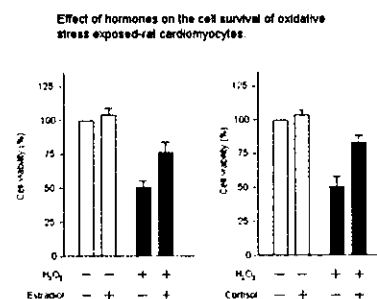 Effect of hormones on the cell survival of oxidative
stress exposed-rat cardiomyocytes.
Cell viability (%)
125
100
75
50
25
0
H₂O₂ − − + +
Estradiol − + − +
Cell viability (%)
125
100
75
50
25
0
H₂O₂ − − + +
Cortisol − + − +